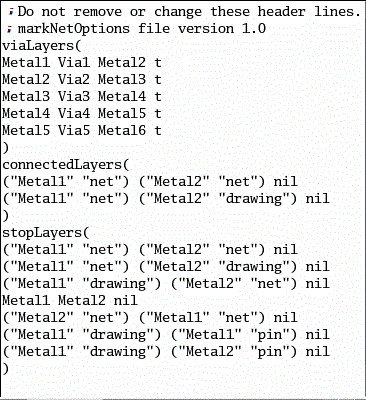 ;Do not remove or change these header lines.
; markNetOptions file version 1.0
viaLayers(
Metal1 Via1 Metal2 t
Metal2 Via2 Metal3 t
Metal3 Via3 Metal4 t
Metal4 Via4 Metal5 t
Metal5 Via5 Metal6 t
)
connectedLayers(
("Metal1" "net") ("Metal2" "net") nil
("Metal1" "net") ("Metal2" "drawing") nil
)
stopLayers(
("Metal1" "net") ("Metal2" "net") nil
("Metal1" "net") ("Metal2" "drawing") nil
("Metal1" "drawing") ("Metal2" "net") nil
Metal1 Metal2 nil
("Metal2" "net") ("Metal1" "net") nil
("Metal1" "drawing") ("Metal1" "pin") nil
("Metal1" "drawing") ("Metal2" "pin") nil
)